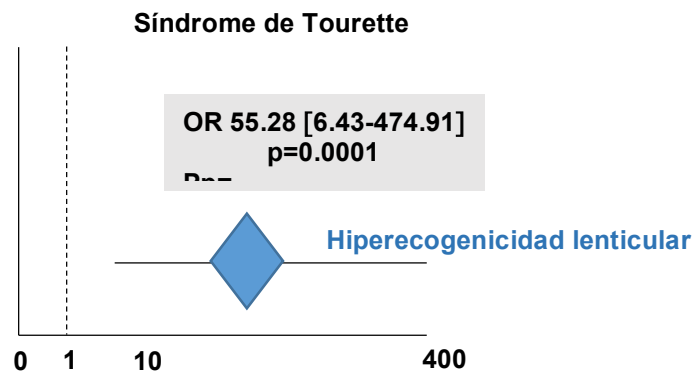 Síndrome de Tourette
OR 55.28 [6.43-474.91]
p=0.0001
Hiperecogenicidad lenticular
0 1 10 400